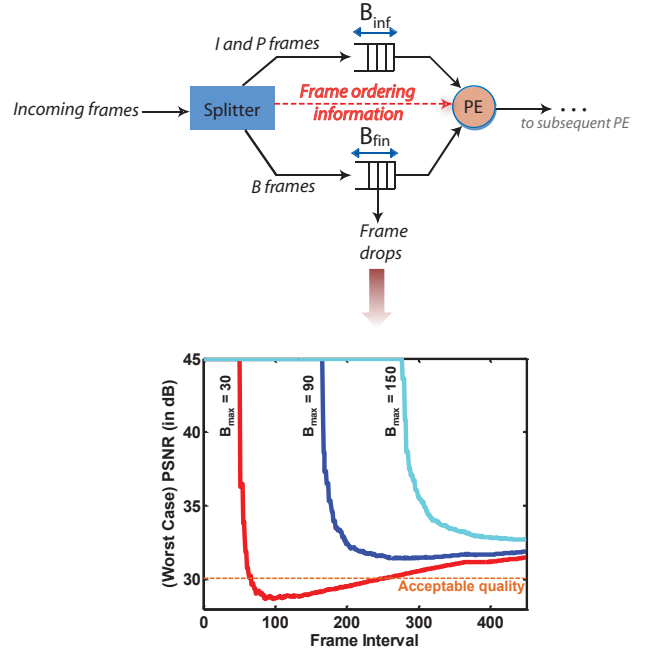 B_inf
I and P frames
Incoming frames
Splitter
Frame ordering
information
PE
to subsequent PE
B_fin
B frames
Frame
drops
(Worst Case) PSNR (in dB)
45
40
35
30
B_max = 30
B_max = 90
B_max = 150
Acceptable quality
0 100 200 300 400
Frame Interval